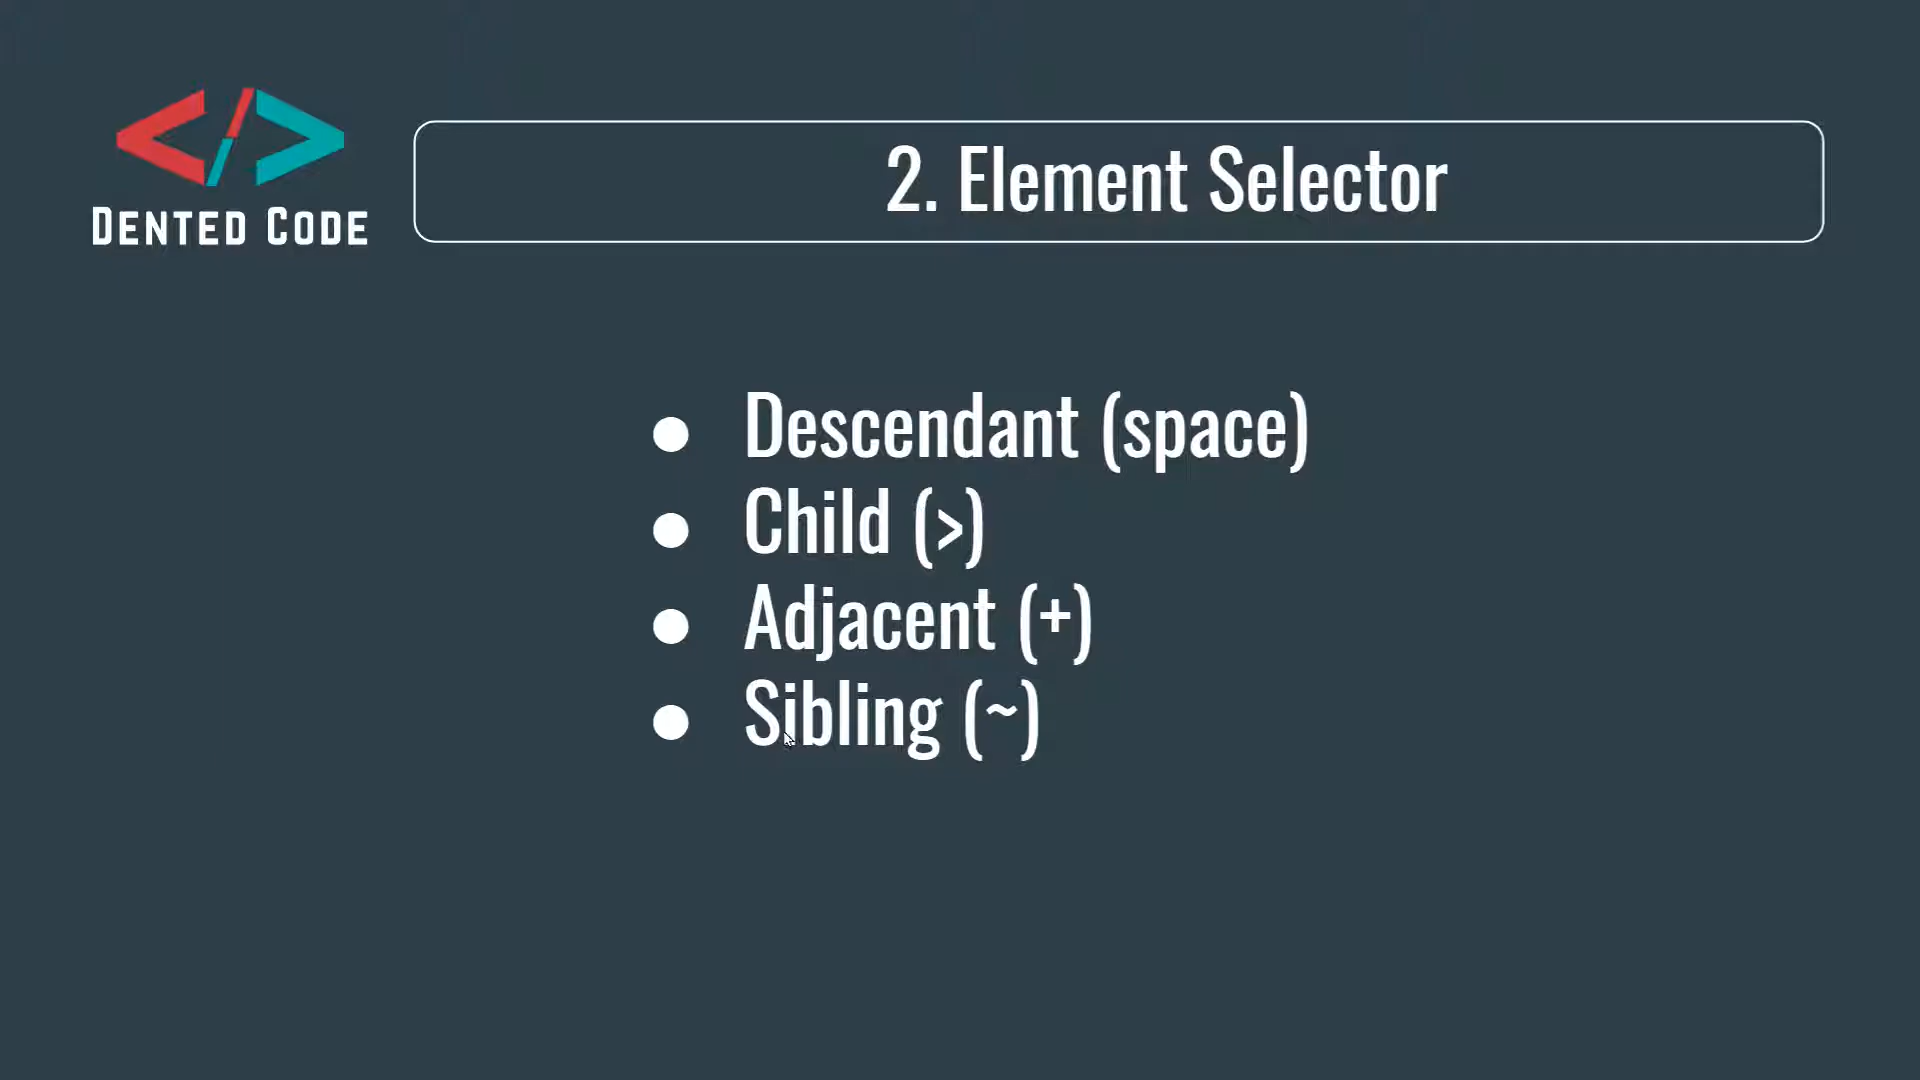 DENTED CODE
2. Element Selector
● Descendant (space)
● Child (>)
● Adjacent (+)
● Sibling (~)